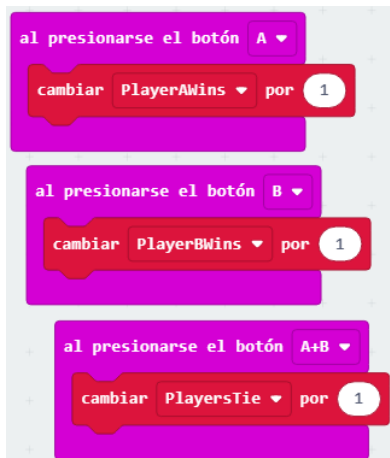 al presionarse el botón A
cambiar PlayerAWins por 1
al presionarse el botón B
cambiar PlayerBWins por 1
al presionarse el botón A+B
cambiar PlayersTie por 1